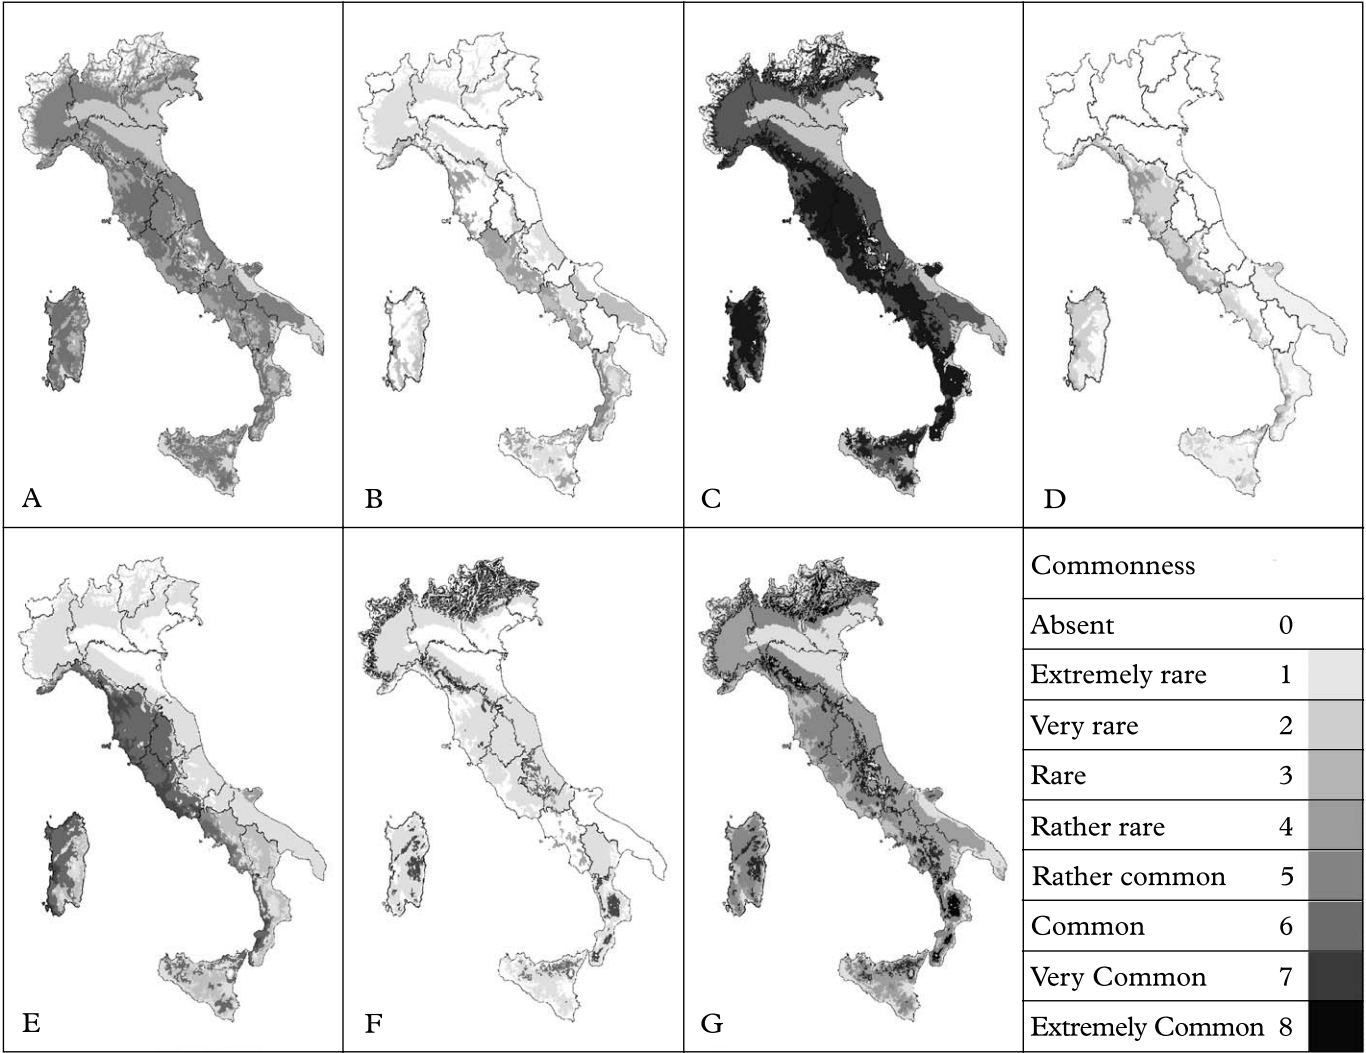 A
B
C
D
E
F
G
Commonness
Absent 0
Extremely rare 1
Very rare 2
Rare 3
Rather rare 4
Rather common 5
Common 6
Very Common 7
Extremely Common 8